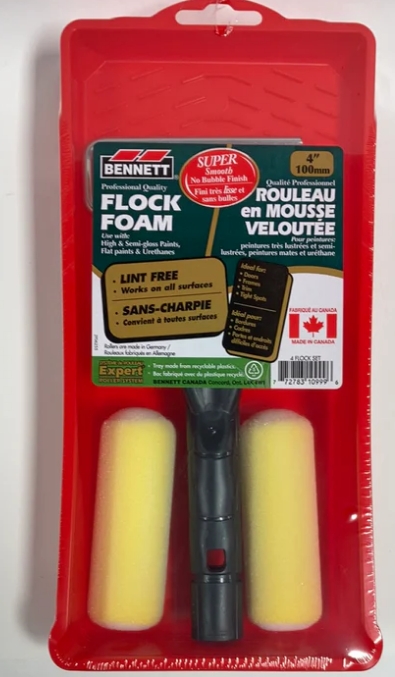 BENNETT
SUPER
Smooth
No Bubble Finish
Fini très lisse et
sans bulles
4"
100mm
Professional Quality
FLOCK
FOAM
Use with:
High & Semi-gloss Paints,
Flat paints & Urethanes
Qualité Professionnel
ROULEAU
en MOUSSE
VELOUTÉE
Pour peintures:
peintures très lustrées et semi-
lustrées, peintures mates et uréthane
• LINT FREE
• Works on all surfaces
• SANS-CHARPIE
• Convient à toutes surfaces
Ideal for:
• Doors
• Frames
• Trim
• Tight Spots
Idéal pour:
• Cadres
FABRIQUÉ AU CANADA
MADE IN CANADA
Rollers are made in Germany /
Rouleaux fabriqués en Allemagne
4 FLOCK SET
Expert
• Tray made from recyclable plastics.
• Bac fabriqué avec du plastique recyclé
BENNETT CANADA Concord, Ont.
7 72783 10999 6